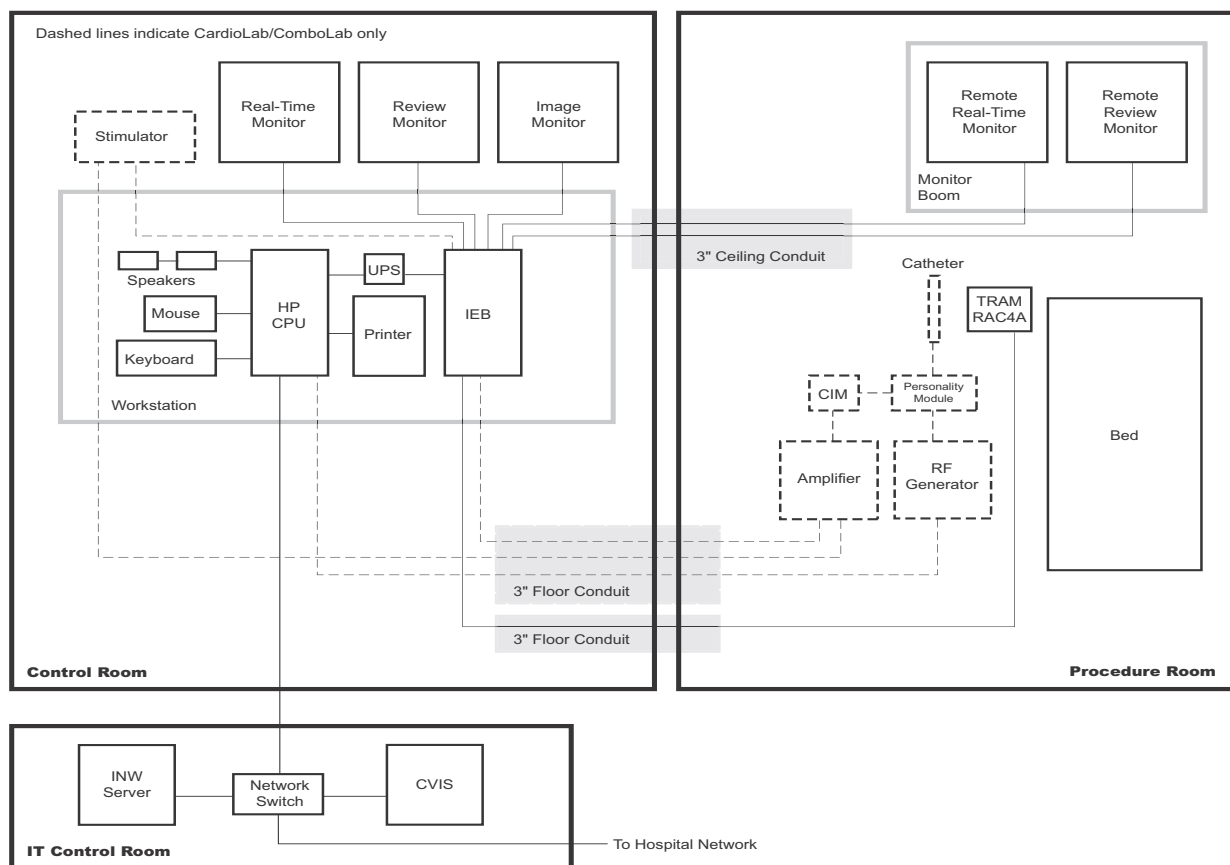 Dashed lines indicate CardioLab/ComboLab only
Stimulator
Real-Time
Monitor
Review
Monitor
Image
Monitor
Speakers
Mouse
Keyboard
HP
CPU
UPS
Printer
IEB
Workstation
3" Ceiling Conduit
3" Floor Conduit
3" Floor Conduit
Control Room
Remote
Real-Time
Monitor
Remote
Review
Monitor
Monitor
Boom
Catheter
TRAM
RAC4A
CIM
Personality
Module
Amplifier
RF
Generator
Bed
Procedure Room
INW
Server
Network
Switch
CVIS
To Hospital Network
IT Control Room